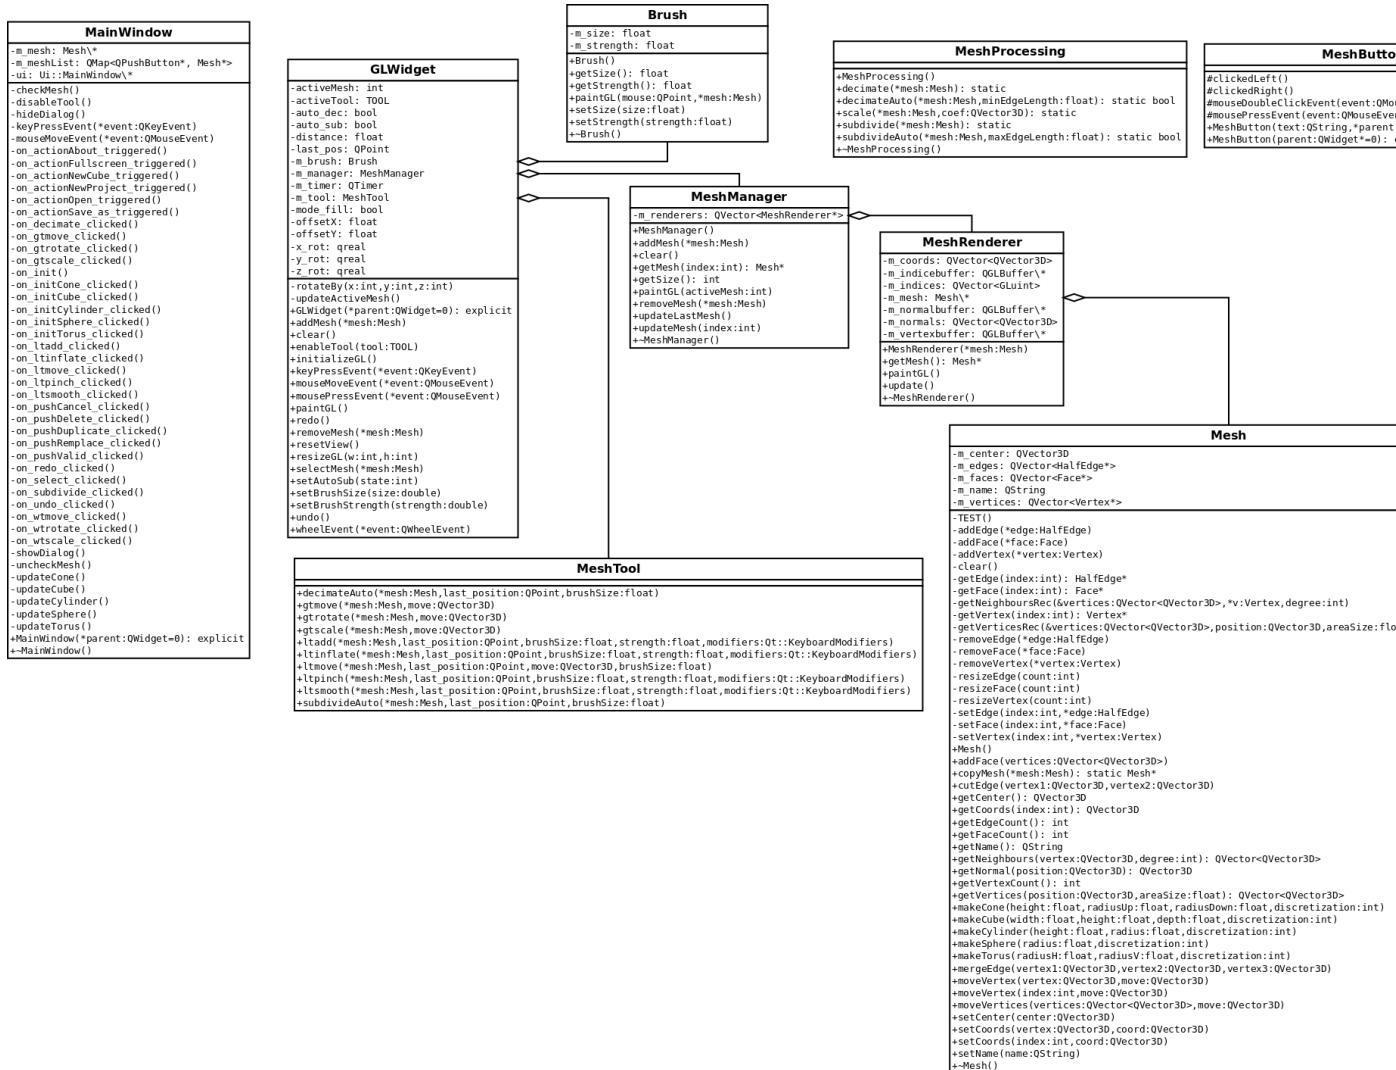 MainWindow
-m_mesh: Mesh\*
-m_meshList: QMap<QPushButton*, Mesh*>
-ui: Ui::MainWindow\*
-checkMesh()
-disableTool()
-hideDialog()
-keyPressEvent(*event:QKeyEvent)
-mouseMoveEvent(*event:QMouseEvent)
-on_actionAbout_triggered()
-on_actionFullscreen_triggered()
-on_actionNewCube_triggered()
-on_actionNewProject_triggered()
-on_actionOpen_triggered()
-on_actionSave_as_triggered()
-on_decimate_clicked()
-on_gtmove_clicked()
-on_gtrotate_clicked()
-on_gtscale_clicked()
-on_init()
-on_initCone_clicked()
-on_initCube_clicked()
-on_initCylinder_clicked()
-on_initSphere_clicked()
-on_initTorus_clicked()
-on_ltadd_clicked()
-on_ltinflate_clicked()
-on_ltmove_clicked()
-on_ltpinch_clicked()
-on_ltsmooth_clicked()
-on_pushCancel_clicked()
-on_pushDelete_clicked()
-on_pushDuplicate_clicked()
-on_pushRemplace_clicked()
-on_pushValid_clicked()
-on_redo_clicked()
-on_select_clicked()
-on_subdivide_clicked()
-on_undo_clicked()
-on_wtmove_clicked()
-on_wtrotate_clicked()
-on_wtscale_clicked()
-showDialog()
-uncheckMesh()
-updateCone()
-updateCube()
-updateCylinder()
-updateSphere()
-updateTorus()
+MainWindow(*parent:QWidget=0): explicit
+~MainWindow()
GLWidget
-activeMesh: int
-activeTool: TOOL
-auto_dec: bool
-auto_sub: bool
-distance: float
-last_pos: QPoint
-m_brush: Brush
-m_manager: MeshManager
-m_timer: QTimer
-m_tool: MeshTool
-mode_fill: bool
-offsetX: float
-offsetY: float
-x_rot: qreal
-y_rot: qreal
-z_rot: qreal
-rotateBy(x:int,y:int,z:int)
-updateActiveMesh()
+GLWidget(*parent:QWidget=0): explicit
+addMesh(*mesh:Mesh)
+clear()
+enableTool(tool:TOOL)
+initializeGL()
+keyPressEvent(*event:QKeyEvent)
+mouseMoveEvent(*event:QMouseEvent)
+mousePressEvent(*event:QMouseEvent)
+paintGL()
+redo()
+removeMesh(*mesh:Mesh)
+resetView()
+resizeGL(w:int,h:int)
+selectMesh(*mesh:Mesh)
+setAutoSub(state:int)
+setBrushSize(size:double)
+setBrushStrength(strength:double)
+undo()
+wheelEvent(*event:QWheelEvent)
Brush
-m_size: float
-m_strength: float
+Brush()
+getSize(): float
+getStrength(): float
+paintGL(mouse:QPoint,*mesh:Mesh)
+setSize(size:float)
+setStrength(strength:float)
+~Brush()
MeshProcessing
+MeshProcessing()
+decimate(*mesh:Mesh): static
+decimateAuto(*mesh:Mesh,minEdgeLength:float): static bool
+scale(*mesh:Mesh,coef:QVector3D): static
+subdivide(*mesh:Mesh): static
+subdivideAuto(*mesh:Mesh,maxEdgeLength:float): static bool
+~MeshProcessing()
MeshButto
#clickedLeft()
#clickedRight()
#mouseDoubleClickEvent(event:QMou
#mousePressEvent(event:QMouseEve
+MeshButton(text:QString,*parent
+MeshButton(parent:QWidget*=0):
MeshManager
-m_renderers: QVector<MeshRenderer*>
+MeshManager()
+addMesh(*mesh:Mesh)
+clear()
+getMesh(index:int): Mesh*
+getSize(): int
+paintGL(activeMesh:int)
+removeMesh(*mesh:Mesh)
+updateLastMesh()
+updateMesh(index:int)
+~MeshManager()
MeshRenderer
-m_coords: QVector<QVector3D>
-m_indicebuffer: QGLBuffer\*
-m_indices: QVector<GLuint>
-m_mesh: Mesh\*
-m_normalbuffer: QGLBuffer\*
-m_normals: QVector<QVector3D>
-m_vertexbuffer: QGLBuffer\*
+MeshRenderer(*mesh:Mesh)
+getMesh(): Mesh*
+paintGL()
+update()
+~MeshRenderer()
MeshTool
+decimateAuto(*mesh:Mesh,last_position:QPoint,brushSize:float)
+gtmove(*mesh:Mesh,move:QVector3D)
+gtrotate(*mesh:Mesh,move:QVector3D)
+gtscale(*mesh:Mesh,move:QVector3D)
+ltadd(*mesh:Mesh,last_position:QPoint,brushSize:float,strength:float,modifiers:Qt::KeyboardModifiers)
+ltinflate(*mesh:Mesh,last_position:QPoint,brushSize:float,strength:float,modifiers:Qt::KeyboardModifiers)
+ltmove(*mesh:Mesh,last_position:QPoint,move:QVector3D,brushSize:float)
+ltpinch(*mesh:Mesh,last_position:QPoint,brushSize:float,strength:float,modifiers:Qt::KeyboardModifiers)
+ltsmooth(*mesh:Mesh,last_position:QPoint,brushSize:float,strength:float,modifiers:Qt::KeyboardModifiers)
+subdivideAuto(*mesh:Mesh,last_position:QPoint,brushSize:float)
Mesh
-m_center: QVector3D
-m_edges: QVector<HalfEdge*>
-m_faces: QVector<Face*>
-m_name: QString
-m_vertices: QVector<Vertex*>
-TEST()
-addEdge(*edge:HalfEdge)
-addFace(*face:Face)
-addVertex(*vertex:Vertex)
-clear()
-getEdge(index:int): HalfEdge*
-getFace(index:int): Face*
-getNeighboursRec(&vertices:QVector<QVector3D>,*v:Vertex,degree:int)
-getVertex(index:int): Vertex*
-getVerticesRec(&vertices:QVector<QVector3D>,position:QVector3D,areaSize:flo
-removeEdge(*edge:HalfEdge)
-removeFace(*face:Face)
-removeVertex(*vertex:Vertex)
-resizeEdge(count:int)
-resizeFace(count:int)
-resizeVertex(count:int)
-setEdge(index:int,*edge:HalfEdge)
-setFace(index:int,*face:Face)
-setVertex(index:int,*vertex:Vertex)
+Mesh()
+addFace(vertices:QVector<QVector3D>)
+copyMesh(*mesh:Mesh): static Mesh*
+cutEdge(vertex1:QVector3D,vertex2:QVector3D)
+getCenter(): QVector3D
+getCoords(index:int): QVector3D
+getEdgeCount(): int
+getFaceCount(): int
+getName(): QString
+getNeighbours(vertex:QVector3D,degree:int): QVector<QVector3D>
+getNormal(position:QVector3D): QVector3D
+getVertexCount(): int
+getVertices(position:QVector3D,areaSize:float): QVector<QVector3D>
+makeCone(height:float,radiusUp:float,radiusDown:float,discretization:int)
+makeCube(width:float,height:float,depth:float,discretization:int)
+makeCylinder(height:float,radius:float,discretization:int)
+makeSphere(radius:float,discretization:int)
+makeTorus(radiusH:float,radiusV:float,discretization:int)
+mergeEdge(vertex1:QVector3D,vertex2:QVector3D,vertex3:QVector3D)
+moveVertex(vertex:QVector3D,move:QVector3D)
+moveVertex(index:int,move:QVector3D)
+moveVertices(vertices:QVector<QVector3D>,move:QVector3D)
+setCenter(center:QVector3D)
+setCoords(vertex:QVector3D,coord:QVector3D)
+setCoords(index:int,coord:QVector3D)
+setName(name:QString)
+~Mesh()